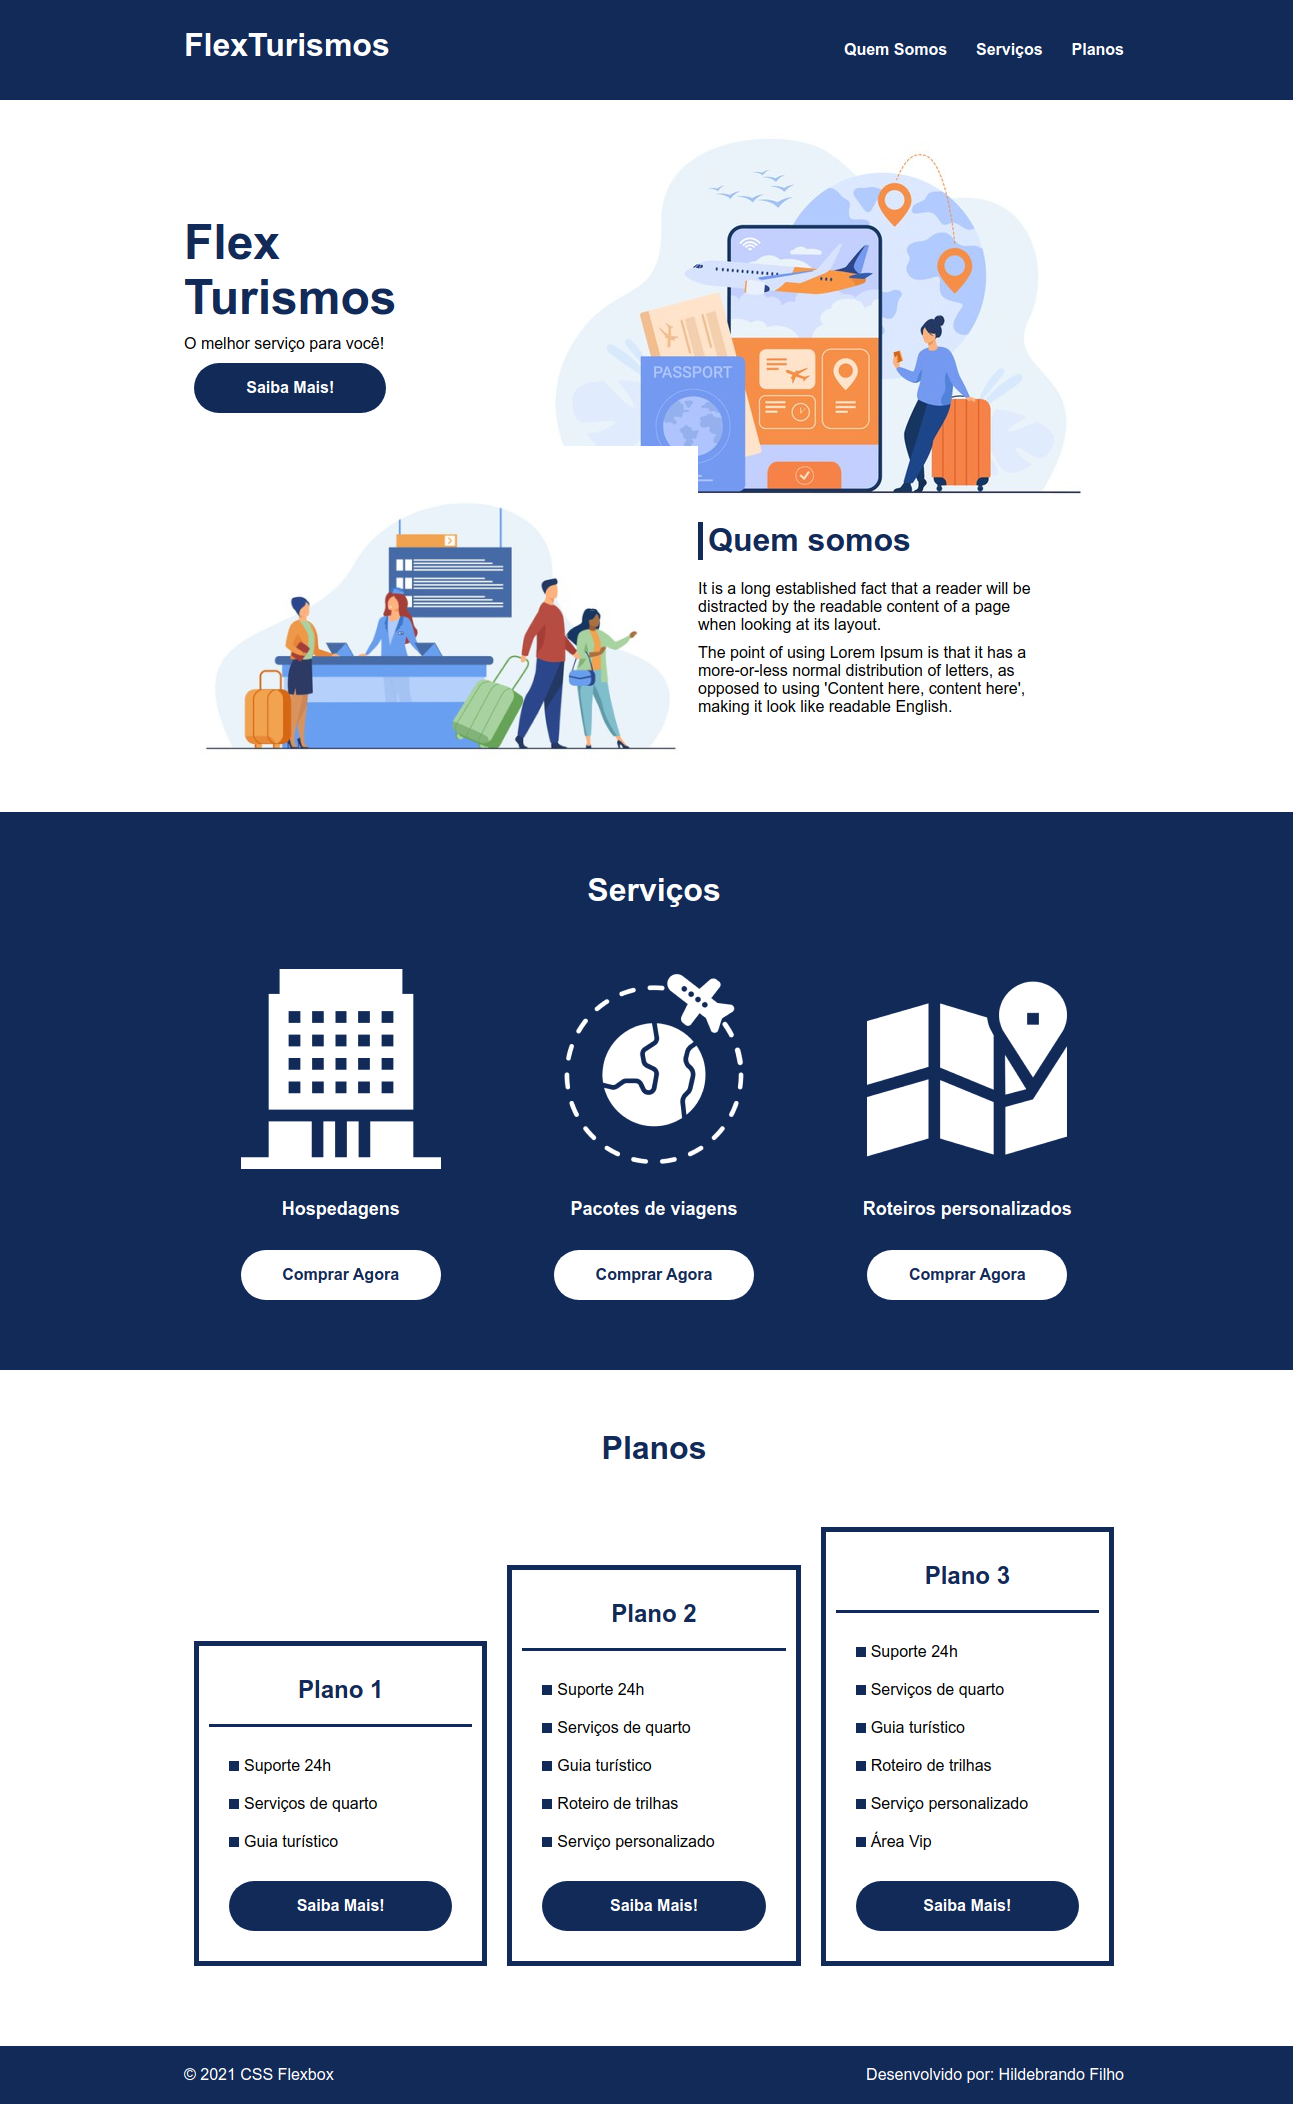 FlexTurismos
Quem Somos Serviços Planos
Flex
Turismos
O melhor serviço para você!
Saiba Mais!
PASSPORT
Quem somos
It is a long established fact that a reader will be
distracted by the readable content of a page
when looking at its layout.
The point of using Lorem Ipsum is that it has a
more-or-less normal distribution of letters, as
opposed to using 'Content here, content here',
making it look like readable English.
Serviços
Hospedagens
Comprar Agora
Pacotes de viagens
Comprar Agora
Roteiros personalizados
Comprar Agora
Planos
Plano 1
Suporte 24h
Serviços de quarto
Guia turístico
Saiba Mais!
Plano 2
Suporte 24h
Serviços de quarto
Guia turístico
Roteiro de trilhas
Serviço personalizado
Saiba Mais!
Plano 3
Suporte 24h
Serviços de quarto
Guia turístico
Roteiro de trilhas
Serviço personalizado
Área Vip
Saiba Mais!
© 2021 CSS Flexbox
Desenvolvido por: Hildebrando Filho